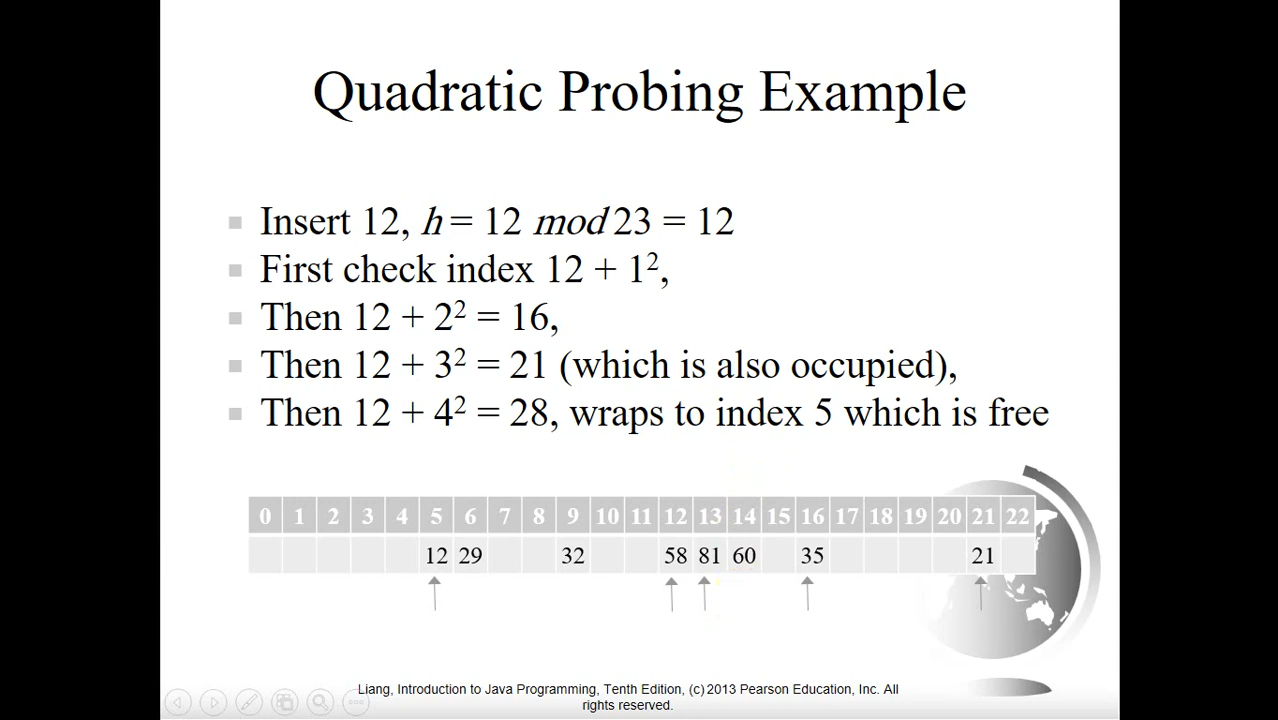 Quadratic Probing Example
Insert 12, h = 12 mod 23 = 12
First check index 12 + 1²,
Then 12 + 2² = 16,
Then 12 + 3² = 21 (which is also occupied),
Then 12 + 4² = 28, wraps to index 5 which is free
0 1 2 3 4 5 6 7 8 9 10 11 12 13 14 15 16 17 18 19 20 21 22
12 29 32 58 81 60 35 21
Liang, Introduction to Java Programming, Tenth Edition, (c) 2013 Pearson Education, Inc. All
rights reserved.